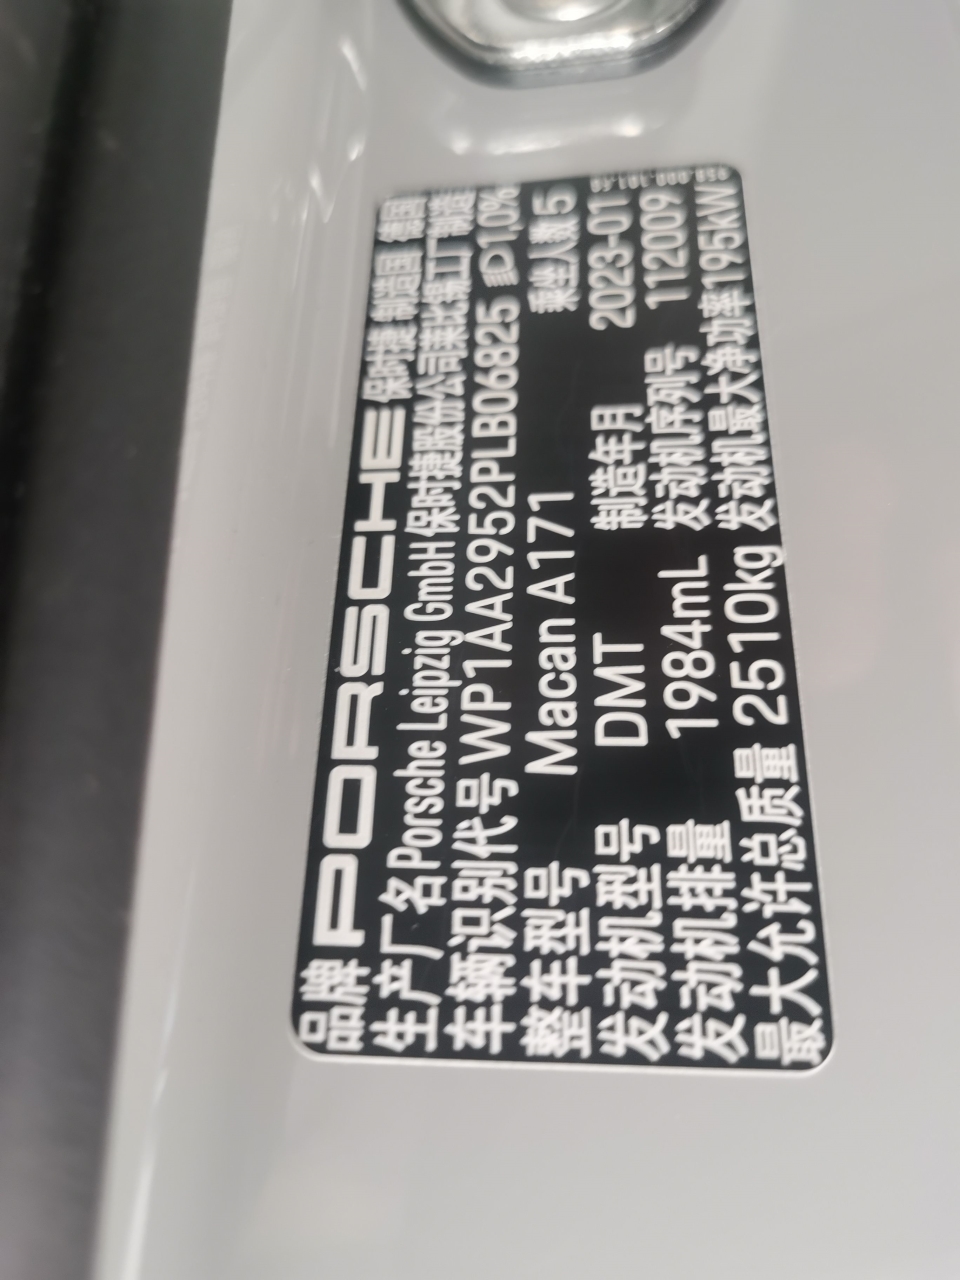 品牌 PORSCHE 保时捷 制造国 德国
生产厂名 Porsche Leipzig GmbH 保时捷股份公司莱比锡工厂制造
车辆识别代号 WP1AA2952PLB06825 1,0%
整车型号 Macan A171 乘坐人数 5
发动机型号 DMT 制造年月 2023-01
发动机排量 1984mL 发动机序列号 112009
最大允许总质量 2510kg 发动机最大净功率 195kW